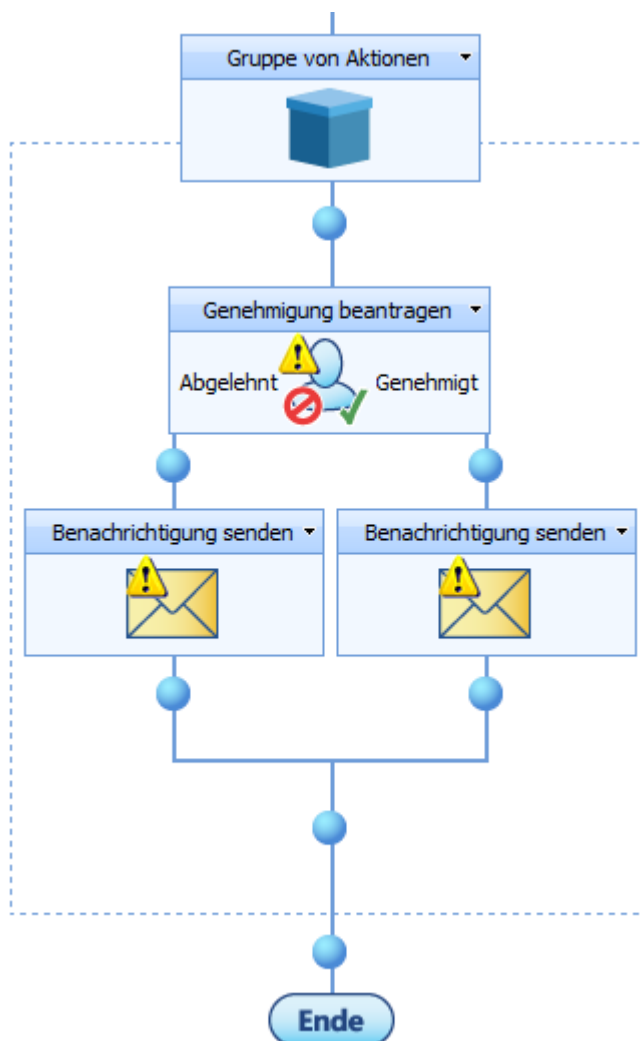 Gruppe von Aktionen
Genehmigung beantragen
Abgelehnt Genehmigt
Benachrichtigung senden Benachrichtigung senden
Ende